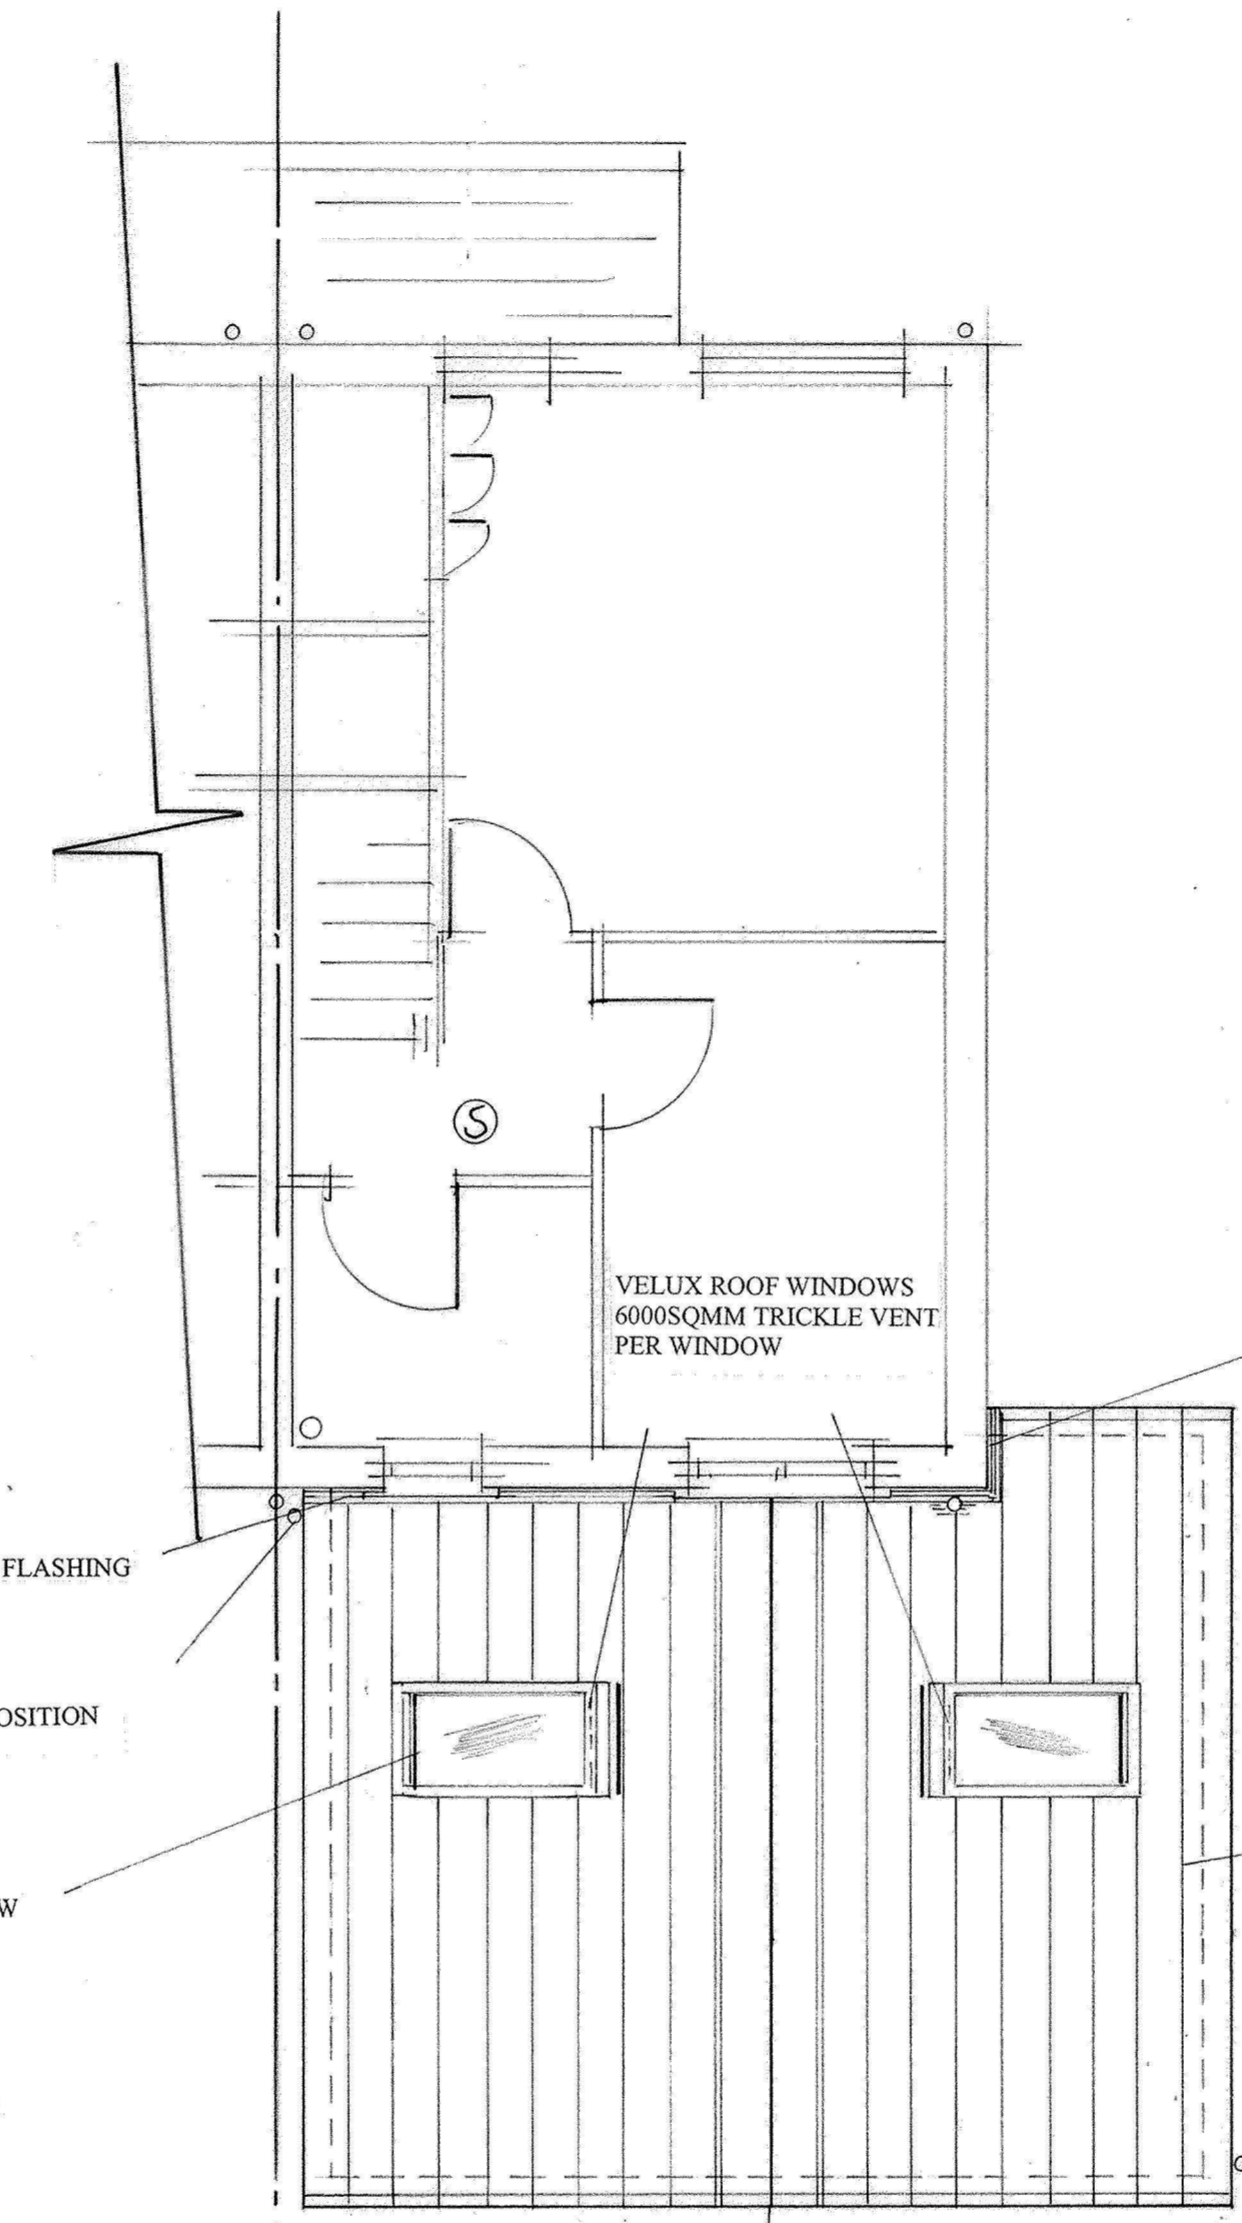 S
VELUX ROOF WINDOWS
6000SQMM TRICKLE VENT
PER WINDOW
FLASHING
OSITION
W